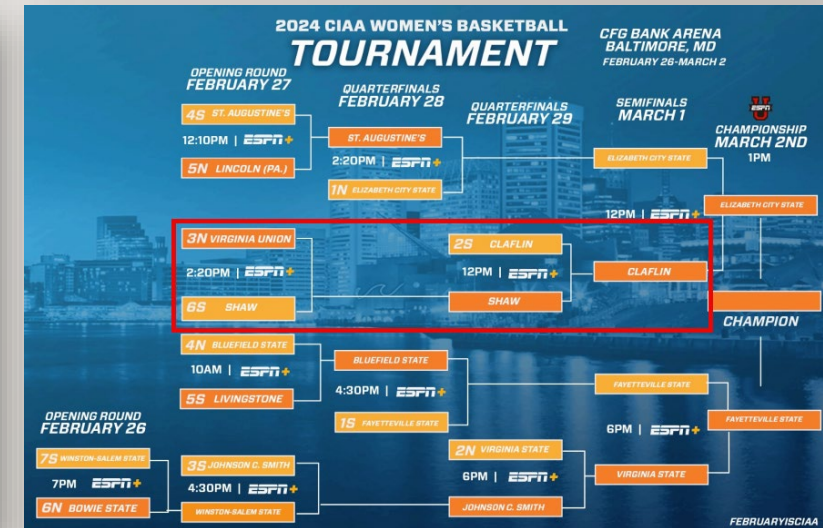 2024 CIAA WOMEN'S BASKETBALL
TOURNAMENT
CFG BANK ARENA
BALTIMORE, MD
FEBRUARY 26-MARCH 2
OPENING ROUND
FEBRUARY 27
QUARTERFINALS
FEBRUARY 28
QUARTERFINALS
FEBRUARY 29
SEMIFINALS
MARCH 1
ESPN
CHAMPIONSHIP
MARCH 2ND
1PM
4S ST. AUGUSTINE'S
12:10PM | ESPN+
5N LINCOLN (PA.)
ST. AUGUSTINE'S
2:20PM | ESPN+
1N ELIZABETH CITY STATE
ELIZABETH CITY STATE
12PM | ESPN+
ELIZABETH CITY STATE
3N VIRGINIA UNION
2:20PM | ESPN+
6S SHAW
2S CLAFLIN
12PM | ESPN+
SHAW
CLAFLIN
CHAMPION
4N BLUEFIELD STATE
10AM | ESPN+
5S LIVINGSTONE
BLUEFIELD STATE
4:30PM | ESPN+
1S FAYETTEVILLE STATE
FAYETTEVILLE STATE
6PM | ESPN+
FAYETTEVILLE STATE
OPENING ROUND
FEBRUARY 26
7S WINSTON-SALEM STATE
7PM ESPN+
6N BOWIE STATE
3S JOHNSON C. SMITH
4:30PM | ESPN+
WINSTON-SALEM STATE
2N VIRGINIA STATE
6PM | ESPN+
JOHNSON C. SMITH
VIRGINIA STATE
FEBRUARYISCIAA